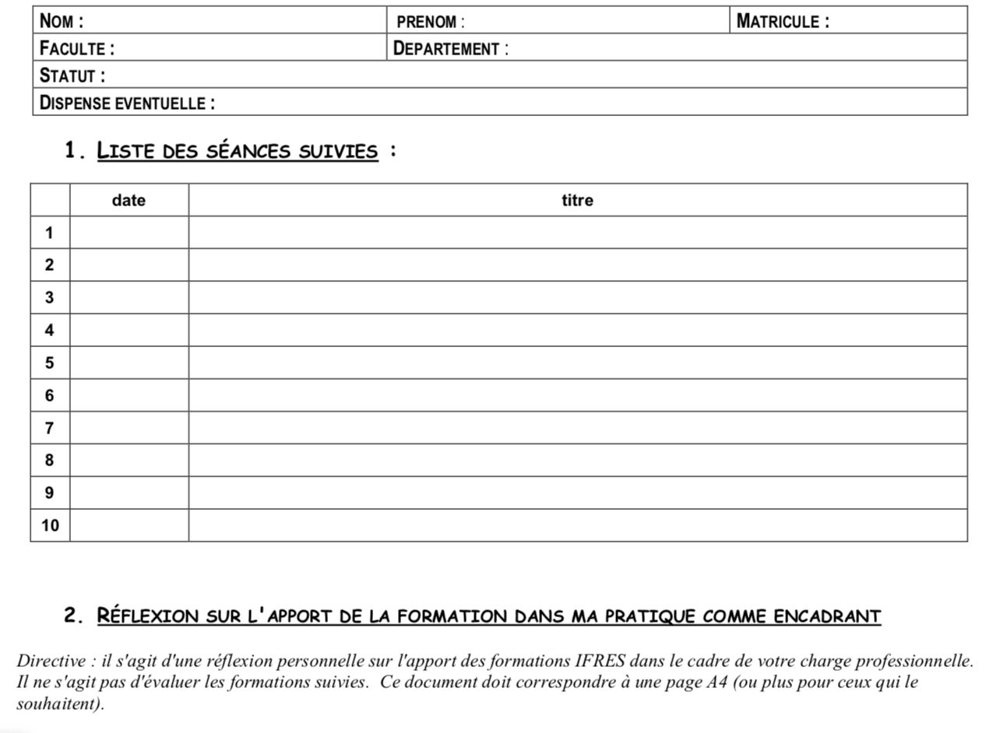 NOM : PRENOM : MATRICULE :
FACULTE : DEPARTEMENT :
STATUT :
DISPENSE EVENTUELLE :
1. LISTE DES SÉANCES SUIVIES :
date titre
1
2
3
4
5
6
7
8
9
10
2. RÉFLEXION SUR L'APPORT DE LA FORMATION DANS MA PRATIQUE COMME ENCADRANT
Directive : il s'agit d'une réflexion personnelle sur l'apport des formations IFRES dans le cadre de votre charge professionnelle.
Il ne s'agit pas d'évaluer les formations suivies. Ce document doit correspondre à une page A4 (ou plus pour ceux qui le
souhaitent).